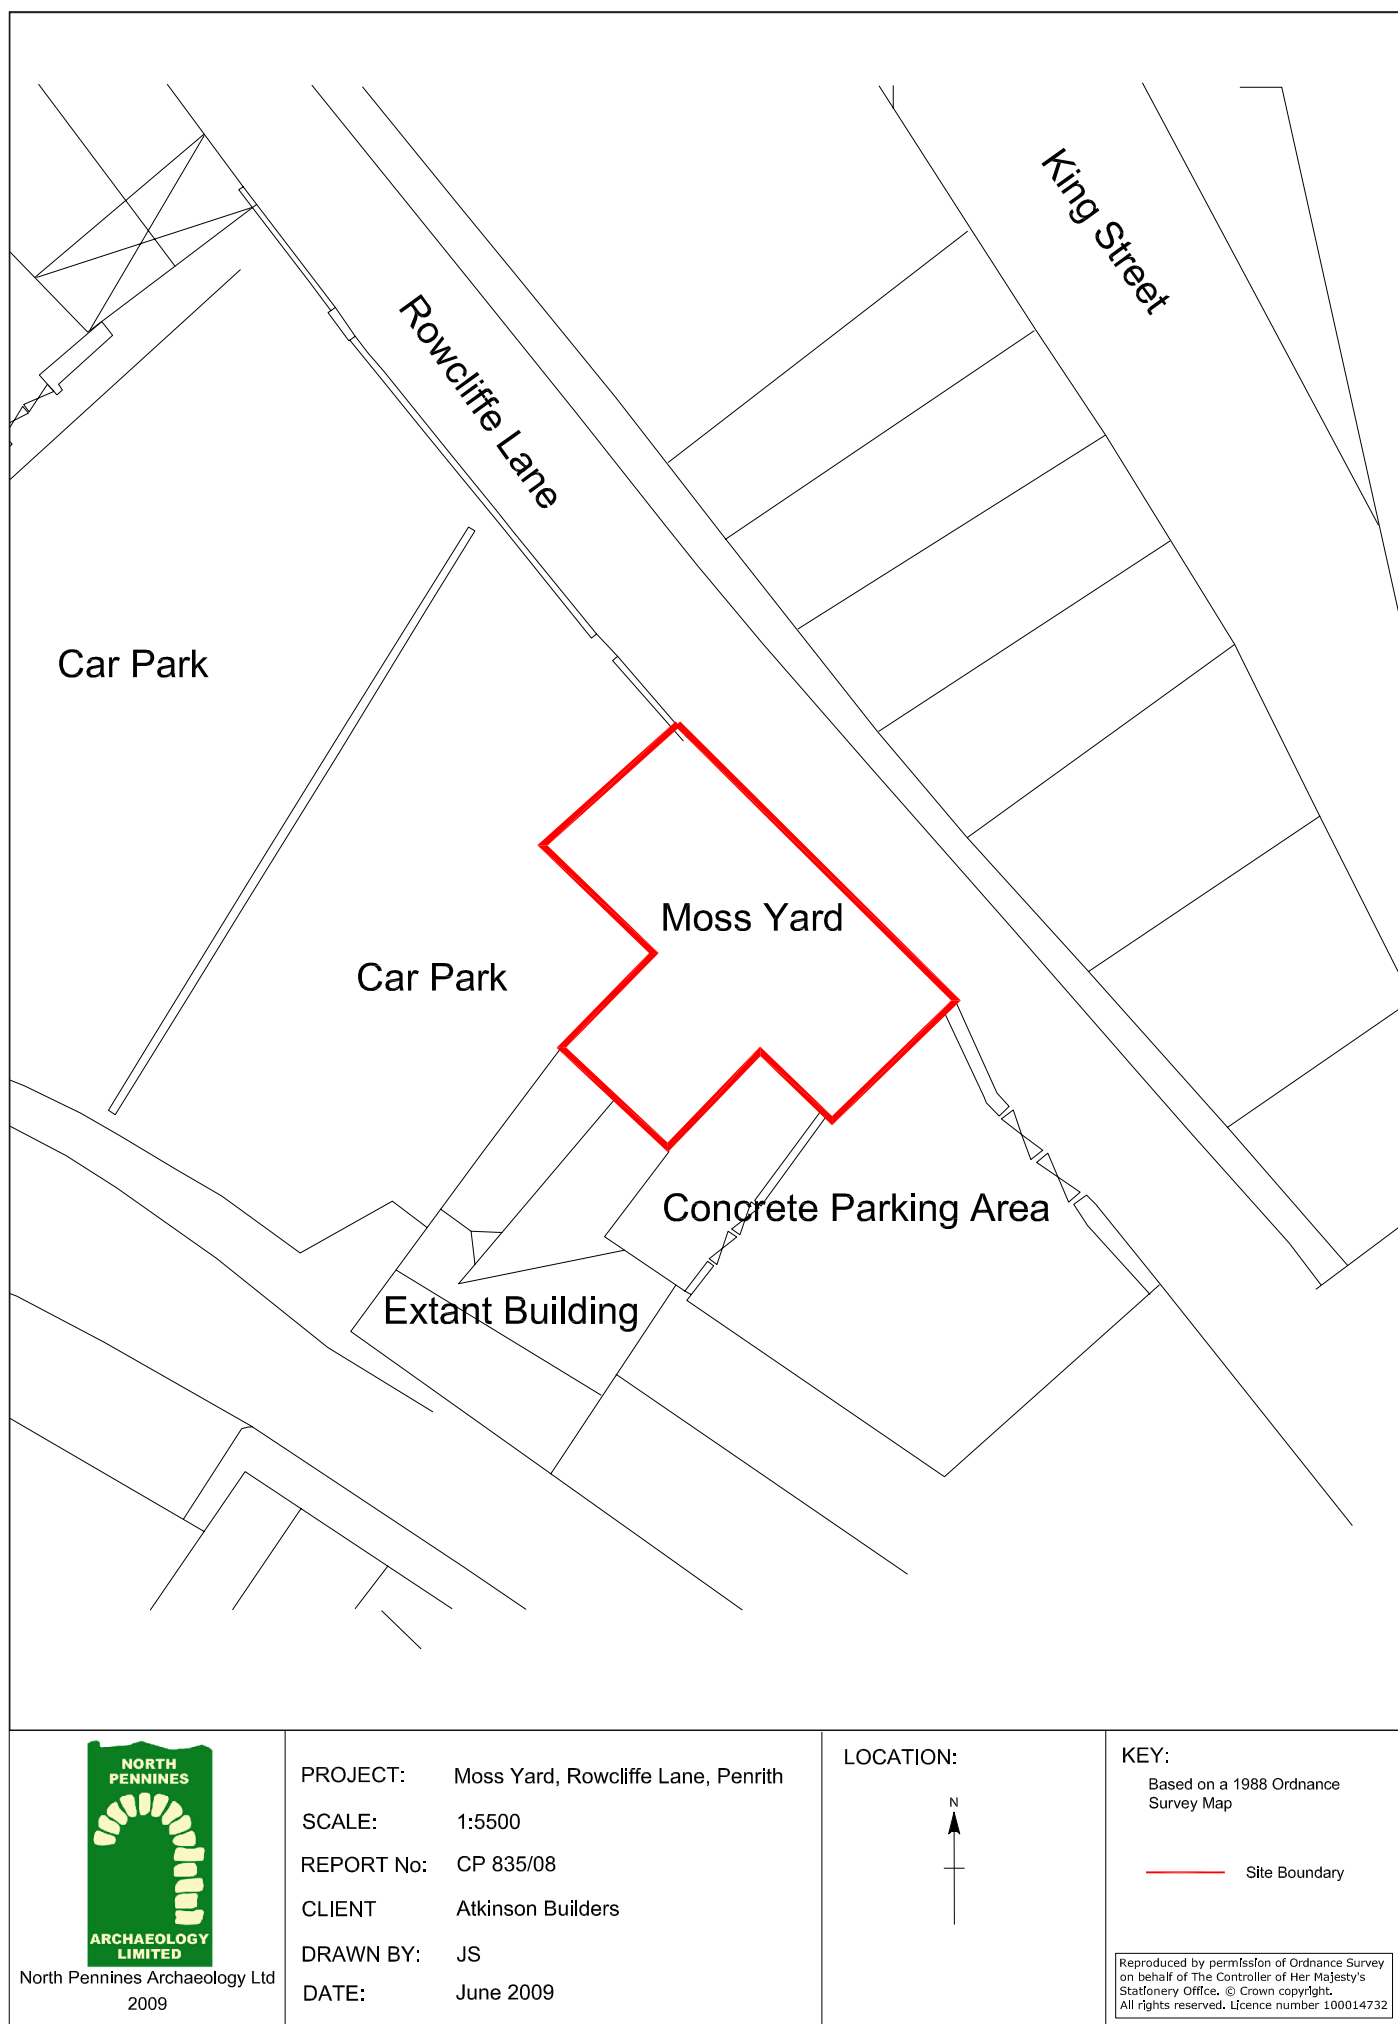 King Street
Rowcliffe Lane
Car Park
Moss Yard
Car Park
Concrete Parking Area
Extant Building
NORTH
PENNINES
ARCHAEOLOGY
LIMITED
North Pennines Archaeology Ltd
2009
PROJECT: Moss Yard, Rowcliffe Lane, Penrith
SCALE: 1:5500
REPORT No: CP 835/08
CLIENT Atkinson Builders
DRAWN BY: JS
DATE: June 2009
LOCATION:
N
KEY:
Based on a 1988 Ordnance
Survey Map
Site Boundary
Reproduced by permission of Ordnance Survey
on behalf of The Controller of Her Majesty's
Stationery Office. © Crown copyright.
All rights reserved. Licence number 100014732